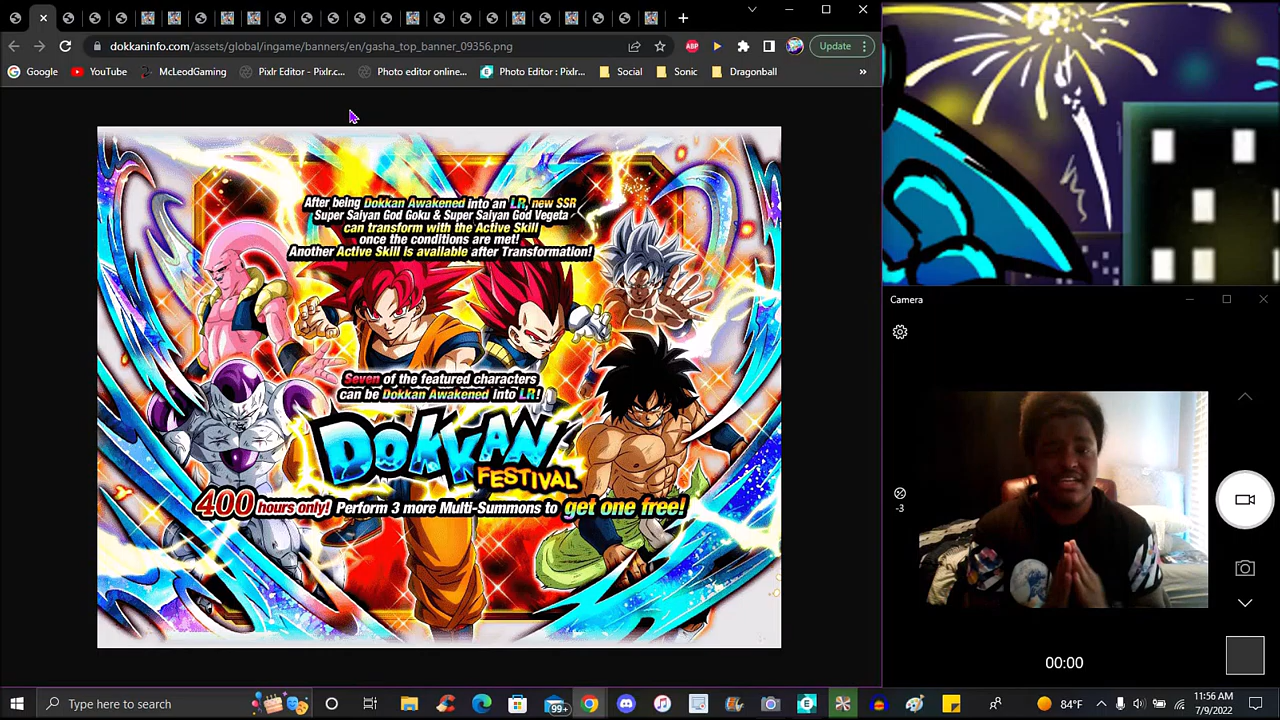 dokkaninfo.com/assets/global/ingame/banners/en/gasha_top_banner_09356.png
ABP
Update
Google
YouTube
McLeodGaming
Pixlr Editor - Pixlr.c...
Photo editor online...
Photo Editor : Pixlr...
Social
Sonic
Dragonball
»
After being Dokkan Awakened into an LR, new SSR
Super Saiyan God Goku & Super Saiyan God Vegeta
can transform with the Active Skill
once the conditions are met!
Another Active Skill is available after Transformation!
Seven of the featured characters
can be Dokkan Awakened into LR!
DOKKAN
FESTIVAL
400 hours only! Perform 3 more Multi-Summons to get one free!
Camera
-3
00:00
Type here to search
99+
84°F
11:56 AM
7/9/2022